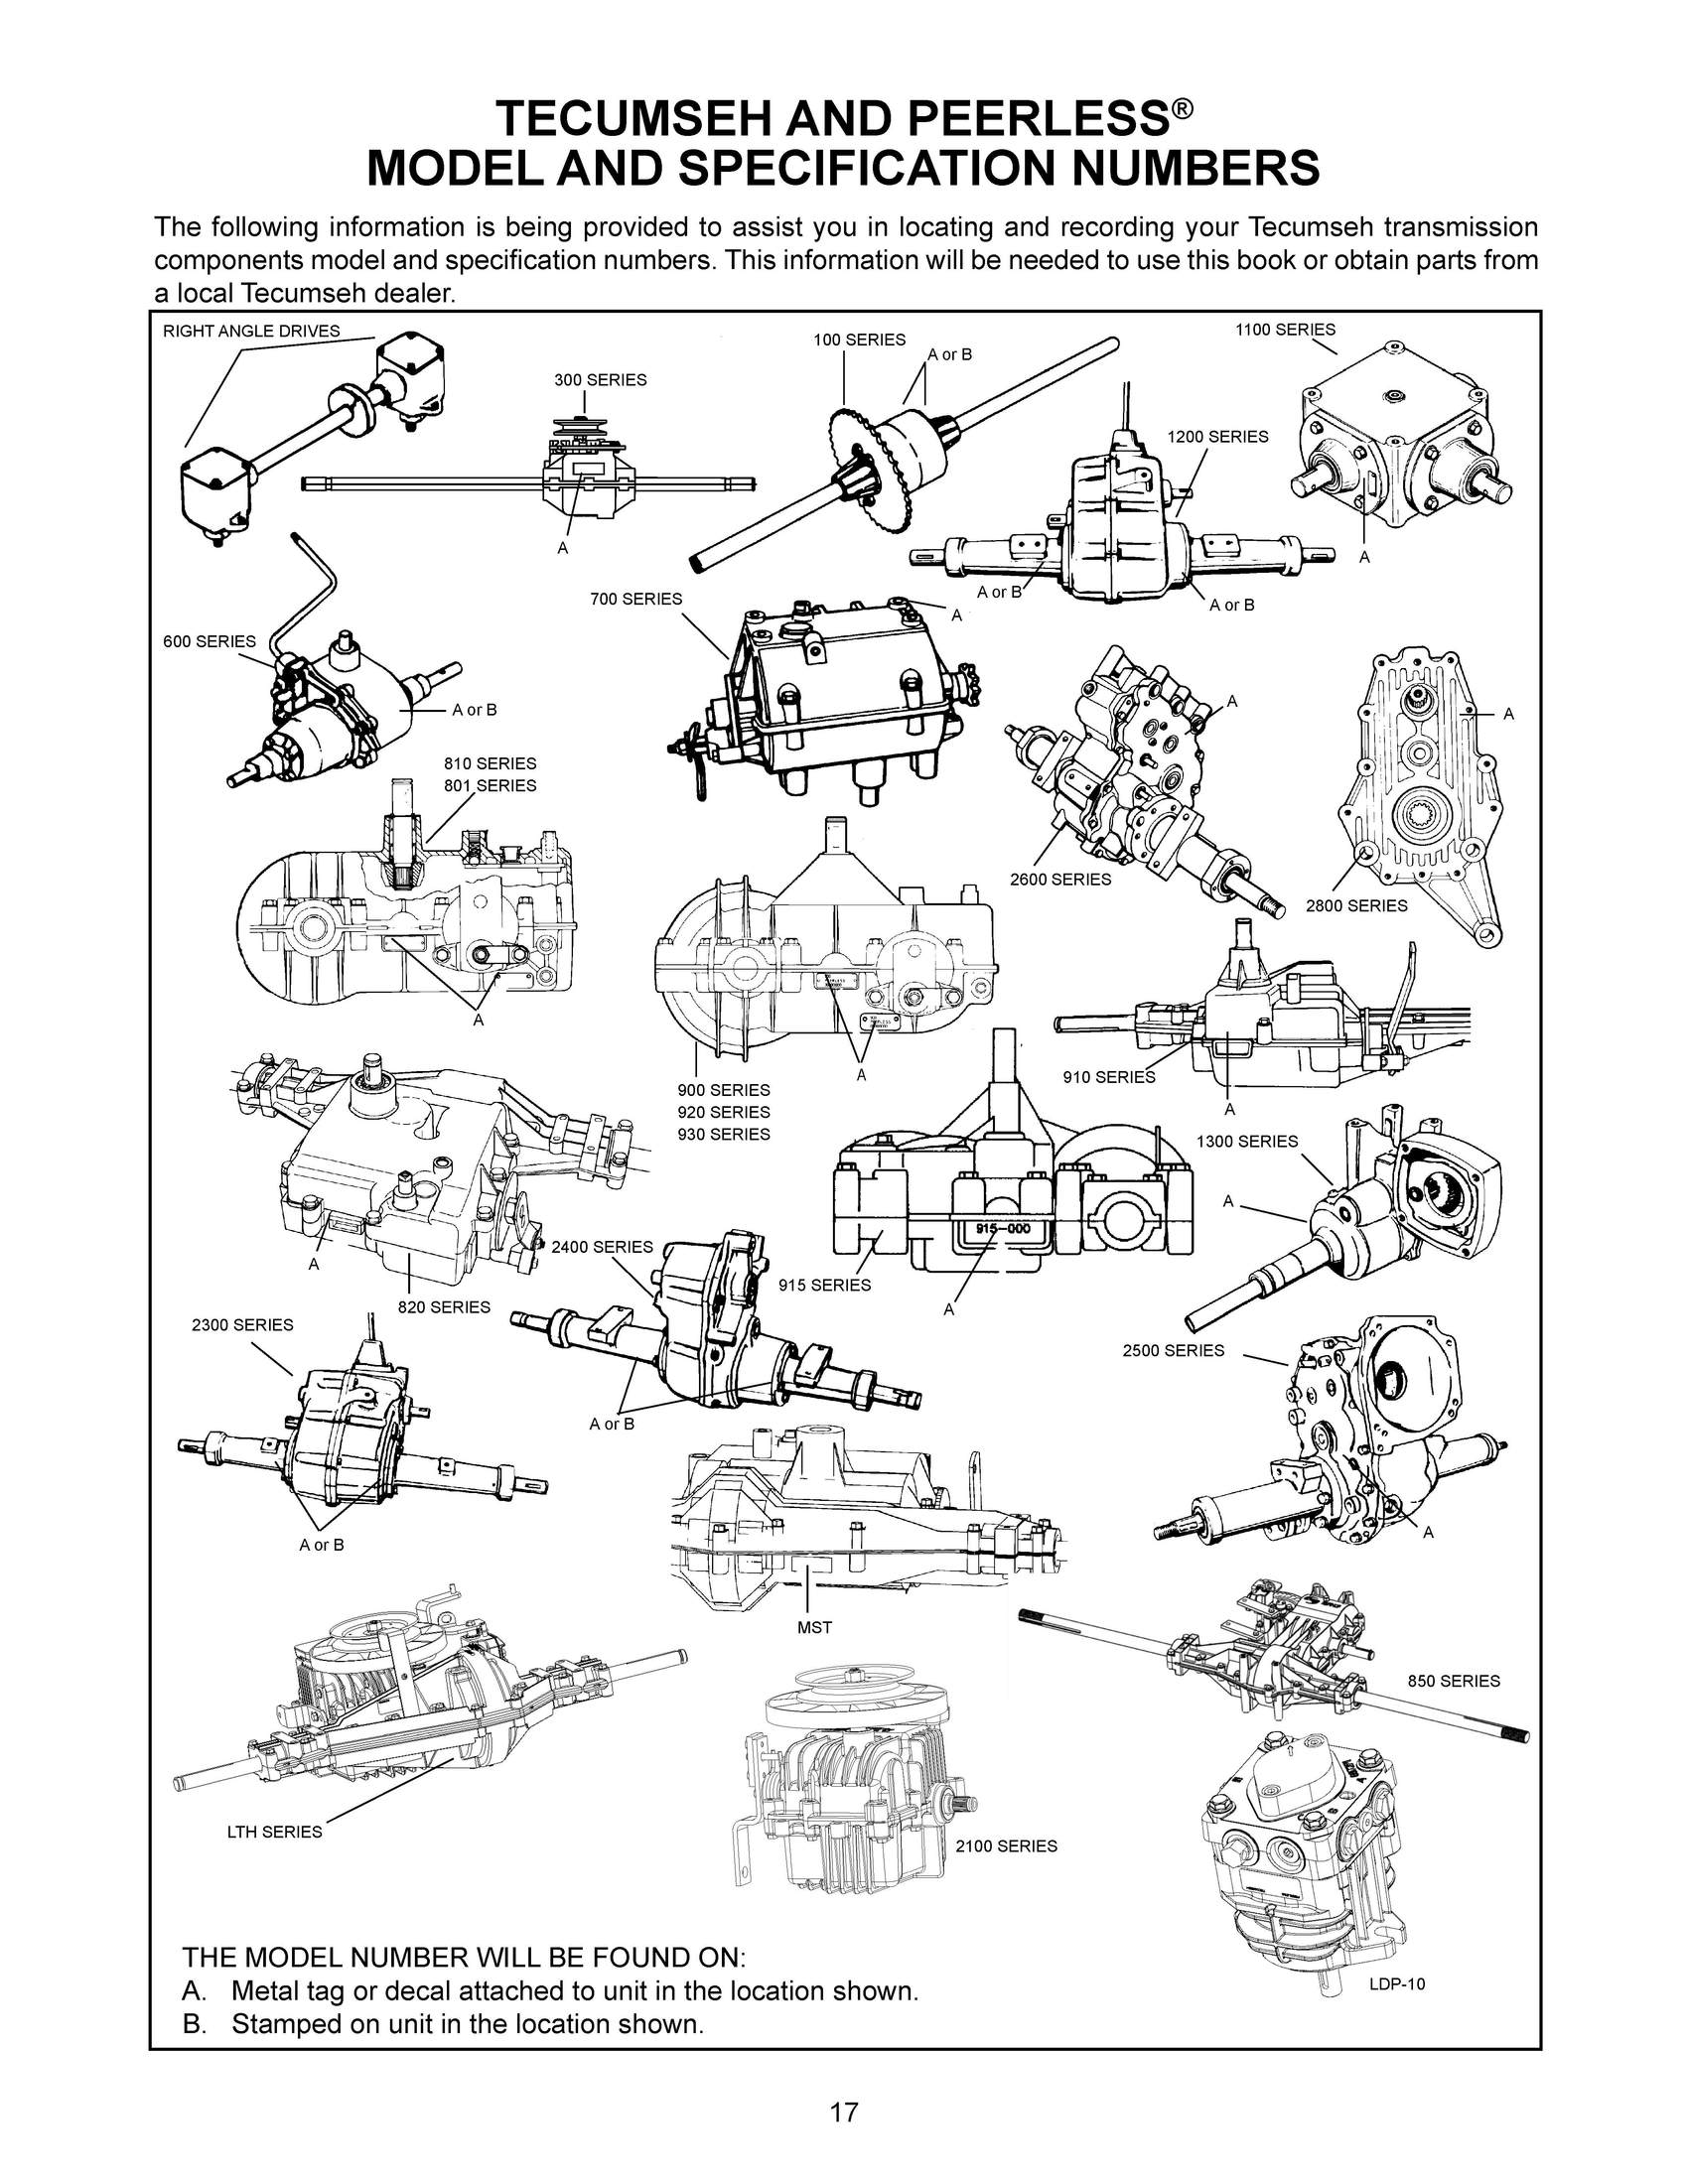 TECUMSEH AND PEERLESS®
MODEL AND SPECIFICATION NUMBERS
The following information is being provided to assist you in locating and recording your Tecumseh transmission
components model and specification numbers. This information will be needed to use this book or obtain parts from
a local Tecumseh dealer.
RIGHT ANGLE DRIVES
300 SERIES
A
100 SERIES
A or B
1100 SERIES
A
1200 SERIES
A or B
A or B
600 SERIES
A or B
700 SERIES
A
2600 SERIES
A
2800 SERIES
A
810 SERIES
801 SERIES
A
900 SERIES
920 SERIES
930 SERIES
A
910 SERIES
A
820 SERIES
A
915-000
915 SERIES
A
1300 SERIES
A
2400 SERIES
A or B
2300 SERIES
A or B
2500 SERIES
A
MST
850 SERIES
LTH SERIES
2100 SERIES
LDP-10
THE MODEL NUMBER WILL BE FOUND ON:
A. Metal tag or decal attached to unit in the location shown.
B. Stamped on unit in the location shown.
17